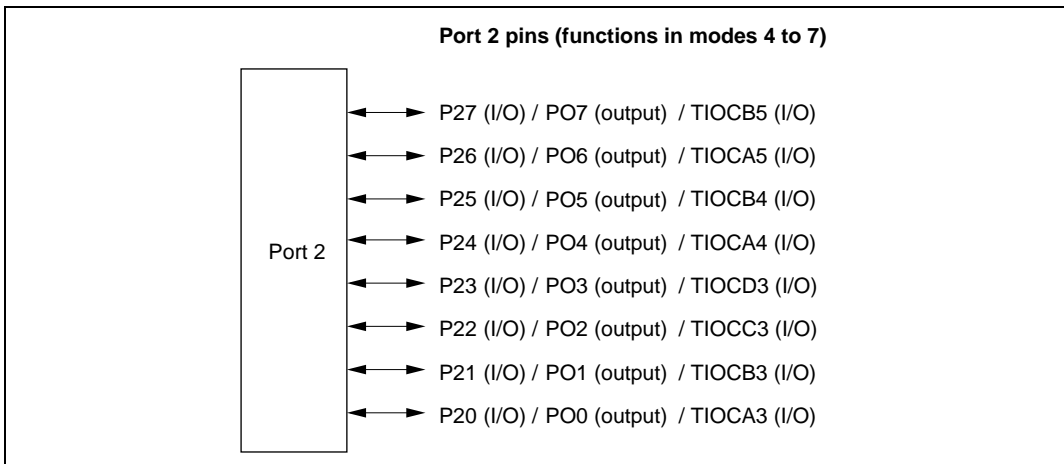 Port 2 pins (functions in modes 4 to 7)
P27 (I/O) / PO7 (output) / TIOCB5 (I/O)
P26 (I/O) / PO6 (output) / TIOCA5 (I/O)
P25 (I/O) / PO5 (output) / TIOCB4 (I/O)
P24 (I/O) / PO4 (output) / TIOCA4 (I/O)
Port 2
P23 (I/O) / PO3 (output) / TIOCD3 (I/O)
P22 (I/O) / PO2 (output) / TIOCC3 (I/O)
P21 (I/O) / PO1 (output) / TIOCB3 (I/O)
P20 (I/O) / PO0 (output) / TIOCA3 (I/O)